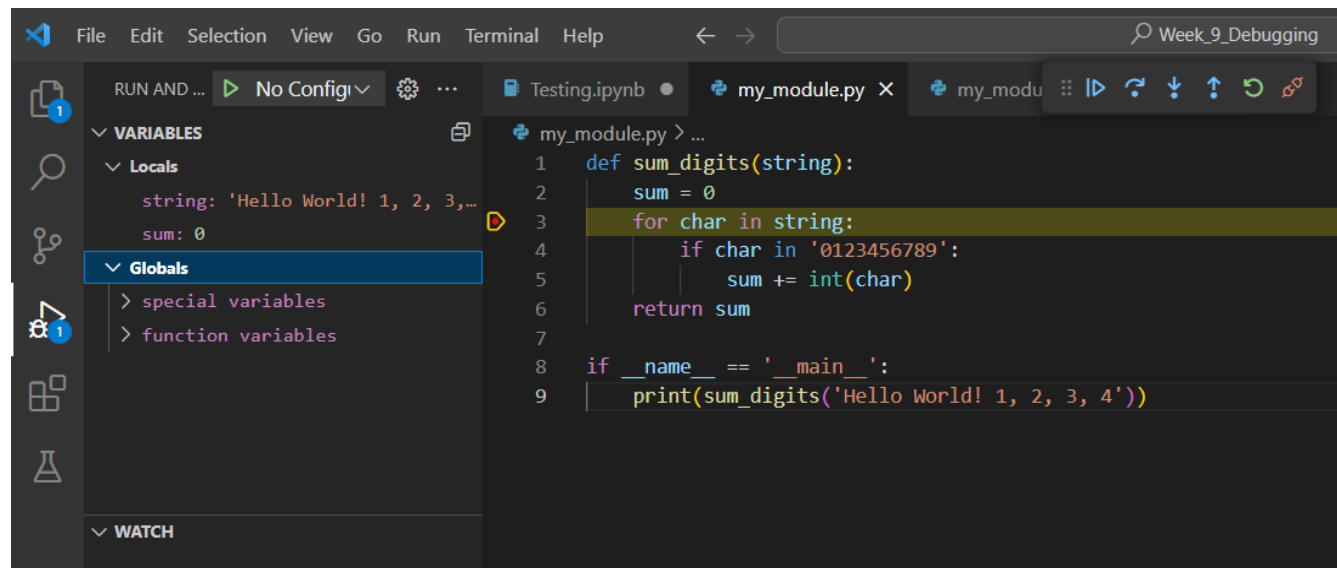 File Edit Selection View Go Run Terminal Help Week_9_Debugging
RUN AND ... No Config
Testing.ipynb my_module.py my_modu
VARIABLES
Locals
string: 'Hello World! 1, 2, 3,…
sum: 0
Globals
special variables
function variables
WATCH
my_module.py > ...
1 def sum_digits(string):
2 sum = 0
3 for char in string:
4 if char in '0123456789':
5 sum += int(char)
6 return sum
7
8 if __name__ == '__main__':
9 print(sum_digits('Hello World! 1, 2, 3, 4'))
1
1